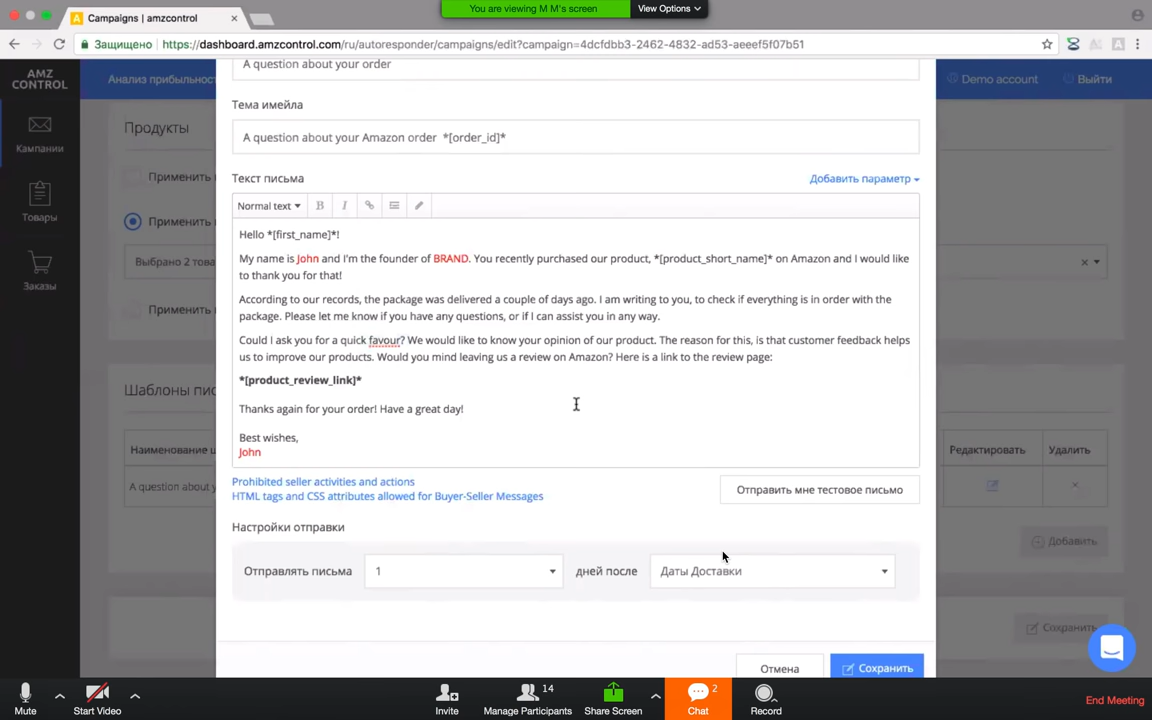 You are viewing M M's screen
View Options
Campaigns | amzcontrol
Защищено
https://dashboard.amzcontrol.com/ru/autoresponder/campaigns/edit?campaign=4dcfdbb3-2462-4832-ad53-aeeef5f07b51
AMZ
CONTROL
Анализ прибыльно
Demo account
Выйти
Кампании
Товары
Заказы
Продукты
Применить
Применить
Выбрано 2 това
Применить
Шаблоны пис
Наименование ш
Редактировать
Удалить
A question about y
Добавить
Сохранить
A question about your order
Тема имейла
A question about your Amazon order *[order_id]*
Текст письма
Добавить параметр
Normal text
B
I
Hello *[first_name]*!
My name is John and I'm the founder of BRAND. You recently purchased our product, *[product_short_name]* on Amazon and I would like
to thank you for that!
According to our records, the package was delivered a couple of days ago. I am writing to you, to check if everything is in order with the
package. Please let me know if you have any questions, or if I can assist you in any way.
Could I ask you for a quick favour? We would like to know your opinion of our product. The reason for this, is that customer feedback helps
us to improve our products. Would you mind leaving us a review on Amazon? Here is a link to the review page:
*[product_review_link]*
Thanks again for your order! Have a great day!
Best wishes,
John
Prohibited seller activities and actions
HTML tags and CSS attributes allowed for Buyer-Seller Messages
Отправить мне тестовое письмо
Настройки отправки
Отправлять письма
1
дней после
Даты Доставки
Отмена
Сохранить
Mute
Start Video
Invite
14
Manage Participants
Share Screen
2
Chat
Record
End Meeting